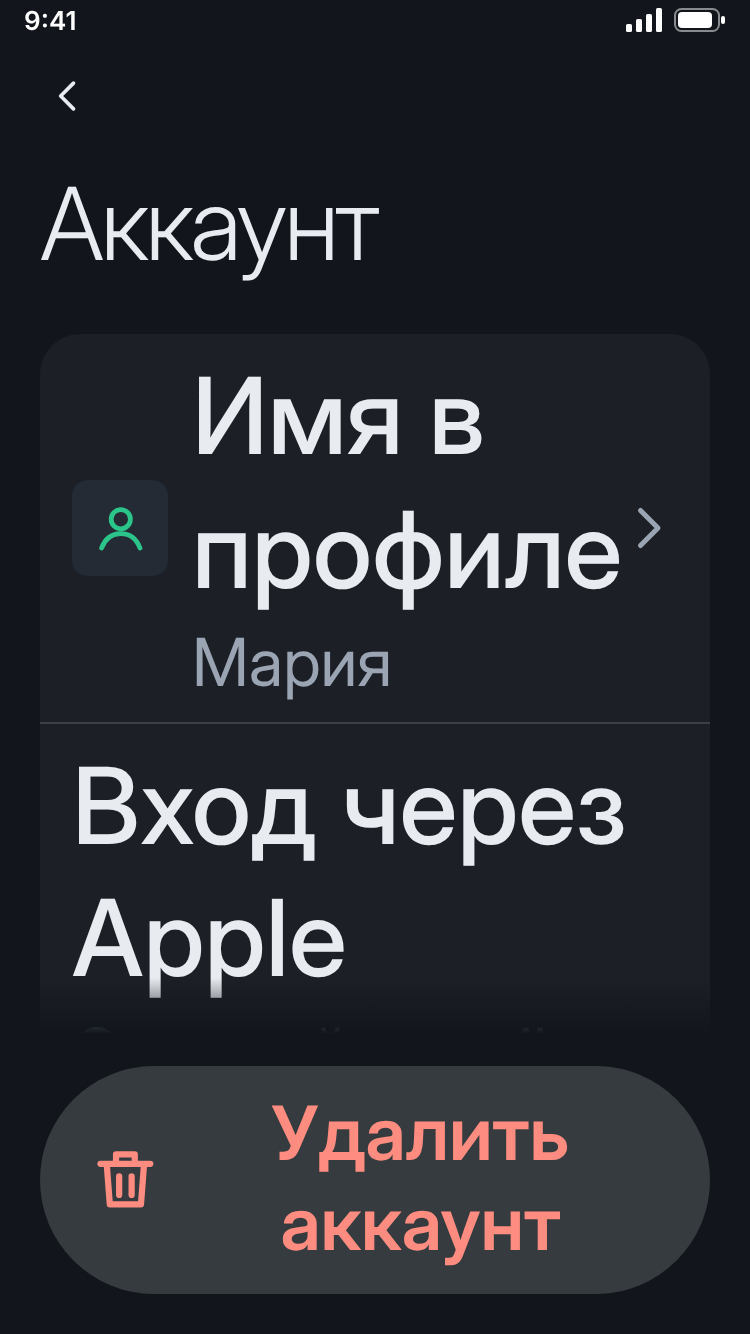 9:41
Аккаунт
Имя в
профиле
Мария
Вход через
Apple
Удалить
аккаунт